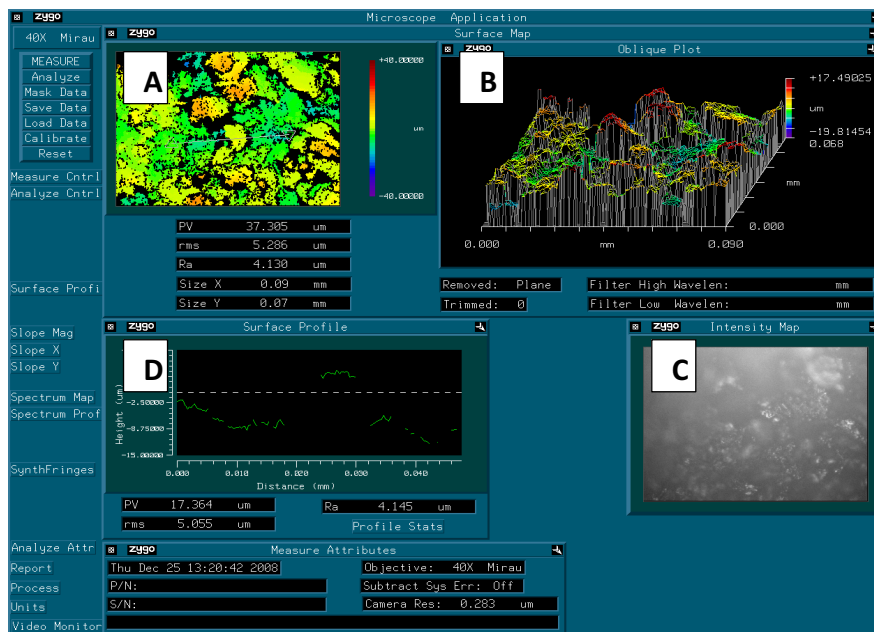 zygo
Microscope Application
40X Mirau
MEASURE
Analyze
Mask Data
Save Data
Load Data
Calibrate
Reset
Measure Cntrl
Analyze Cntrl
Surface Profi
Slope Mag
Slope X
Slope Y
Spectrum Map
Spectrum Prof
SynthFringes
Analyze Attr
Report
Process
Units
Video Monitor
zygo
Surface Map
A
+40.00000
um
-40.00000
PV 37.305 um
rms 5.286 um
Ra 4.130 um
Size X 0.09 mm
Size Y 0.07 mm
zygo
Oblique Plot
B
+17.49025
um
-19.81454
0.068
mm
0.000
0.000
mm
0.090
Removed: Plane
Trimmed: 0
Filter High Wavelen: mm
Filter Low Wavelen: mm
zygo
Surface Profile
D
Height (um)
-2.50000
-8.75000
-15.00000
0.000 0.010 0.020 0.030 0.040
Distance (mm)
PV 17.364 um
rms 5.055 um
Ra 4.145 um
Profile Stats
zygo
Intensity Map
C
zygo
Measure Attributes
Thu Dec 25 13:20:42 2008
P/N:
S/N:
Objective: 40X Mirau
Subtract Sys Err: Off
Camera Res: 0.283 um